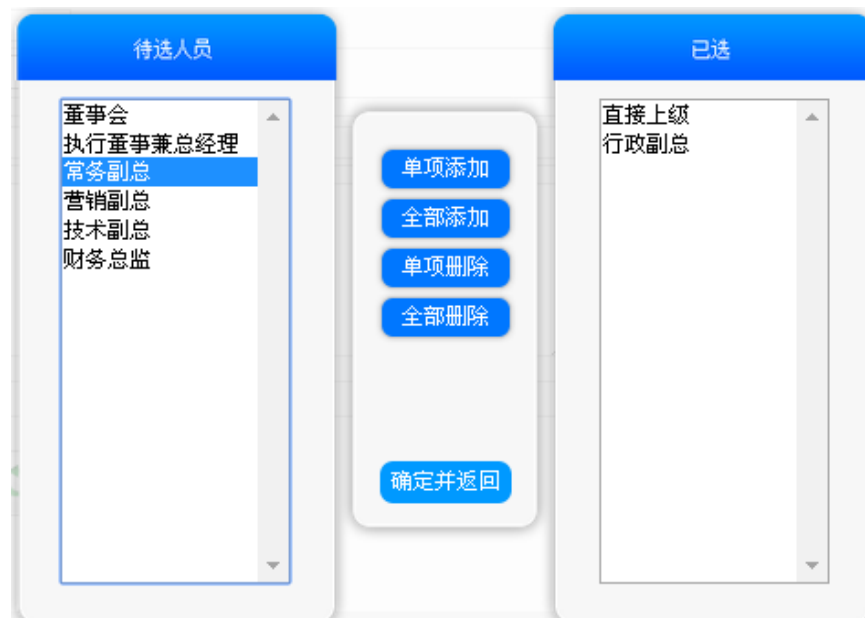 待选人员
董事会
执行董事兼总经理
常务副总
营销副总
技术副总
财务总监
单项添加
全部添加
单项删除
全部删除
确定并返回
已选
直接上级
行政副总